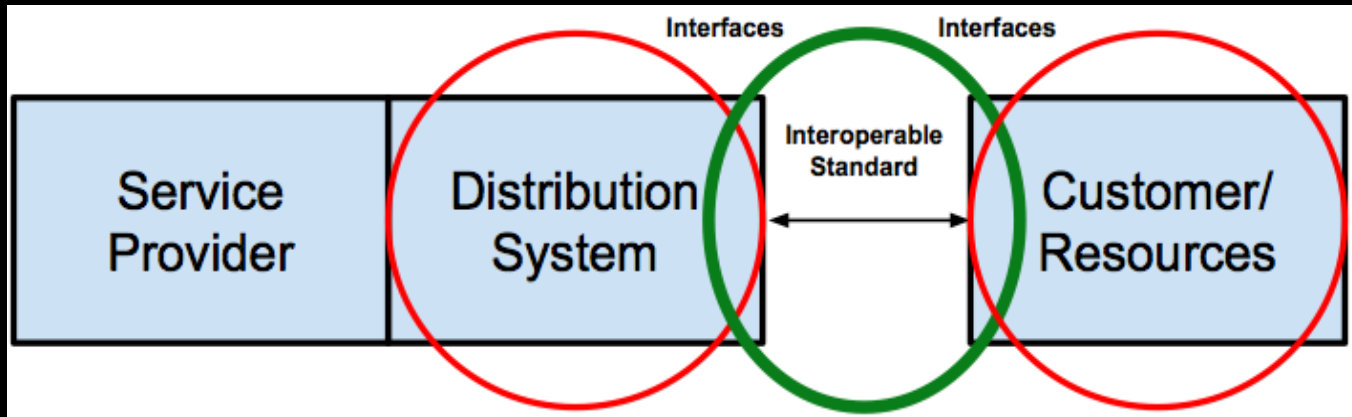 Interfaces
Interfaces
Interoperable
Standard
Service
Provider
Distribution
System
Customer/
Resources